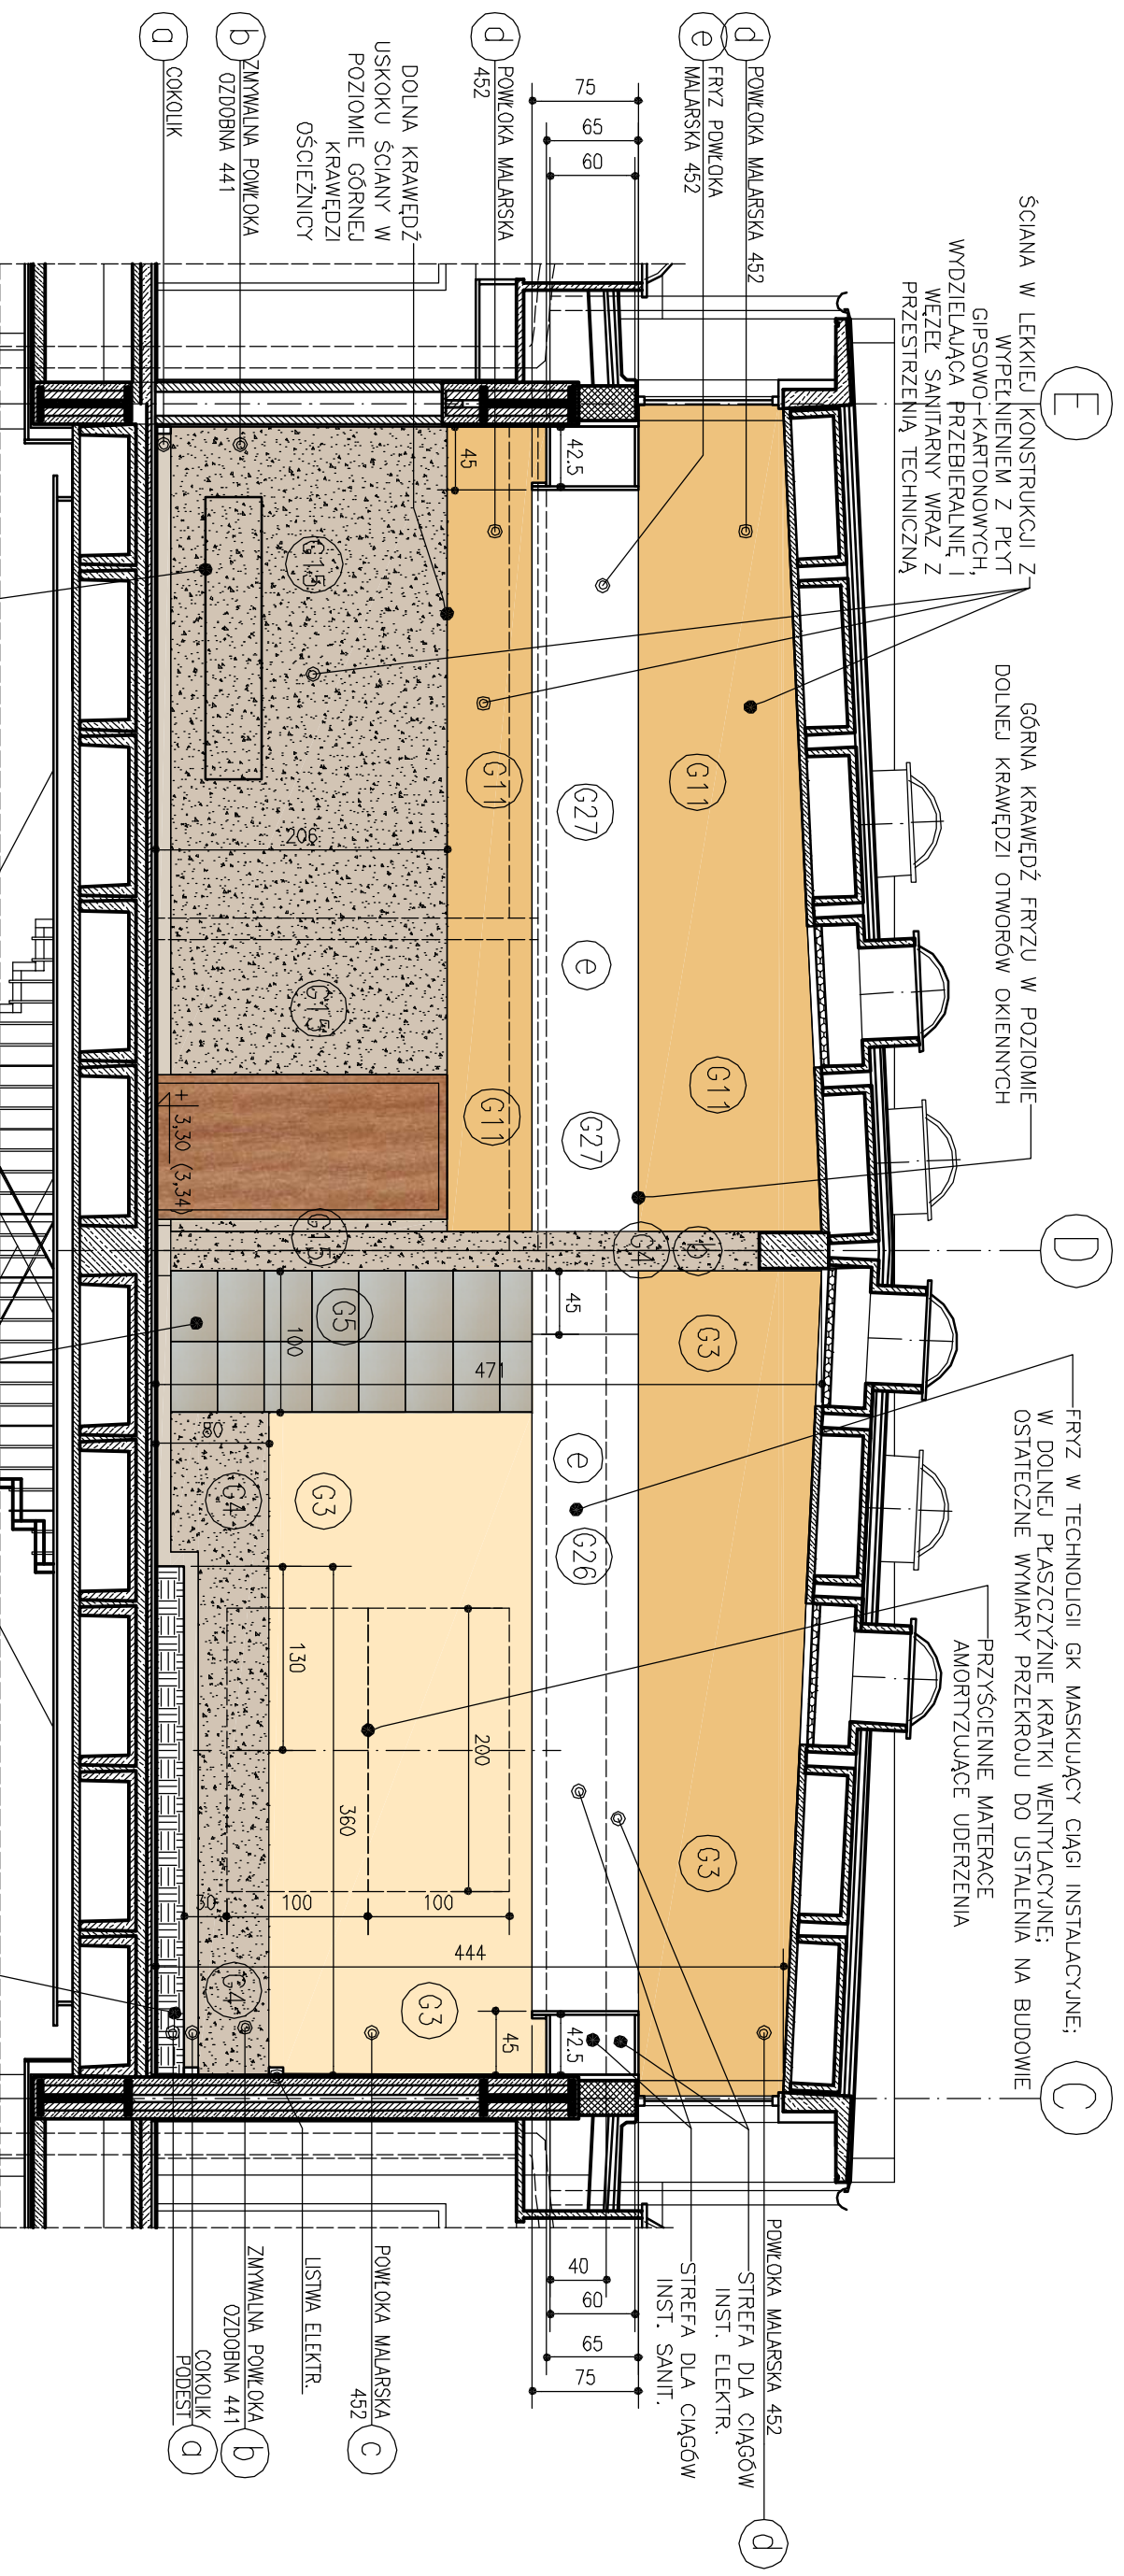 E
D
C
ŚCIANA W LEKKIEJ KONSTRUKCJI Z
WYPEŁNIENIEM Z PŁYT
GIPSOWO-KARTONOWYCH,
WYDZIELAJĄCA PRZEBIERALNIĘ I
WĘZEŁ SANITARNY WRAZ Z
PRZESTRZENIĄ TECHNICZNĄ
GÓRNA KRAWĘDŹ FRYZU W POZIOMIE
DOLNEJ KRAWĘDZI OTWORÓW OKIENNYCH
FRYZ W TECHNOLIGII GK MASKUJĄCY CIĄGI INSTALACYJNE;
W DOLNEJ PŁASZCZYŹNIE KRATKI WENTYLACYJNE;
OSTATECZNE WYMIARY PRZEKROJU DO USTALENIA NA BUDOWIE
PRZYŚCIENNE MATERACE
AMORTYZUJĄCE UDERZENIA
d
POWŁOKA MALARSKA 452
e
FRYZ POWŁOKA
MALARSKA 452
d
POWŁOKA MALARSKA
452
DOLNA KRAWĘDŹ
USKOKU ŚCIANY W
POZIOMIE GÓRNEJ
KRAWĘDZI
OŚCIEŻNICY
b
ZMYWALNA POWŁOKA
OZDOBNA 441
a
COKOLIK
75
65
60
42.5
45
G11
G11
G3
G3
G27
e
G27
G4
b
e
G26
G11
G11
45
G15
G15
G15
206
+ 3,30 (3,34)
G5
100
471
80
G4
G3
130
360
200
30
100
100
444
G4
G3
45
42.5
POWŁOKA MALARSKA 452
d
STREFA DLA CIĄGÓW
INST. ELEKTR.
STREFA DLA CIĄGÓW
INST. SANIT.
40
60
65
75
POWŁOKA MALARSKA
452
c
LISTWA ELEKTR.
ZMYWALNA POWŁOKA
OZDOBNA 441
b
COKOLIK
PODEST
a